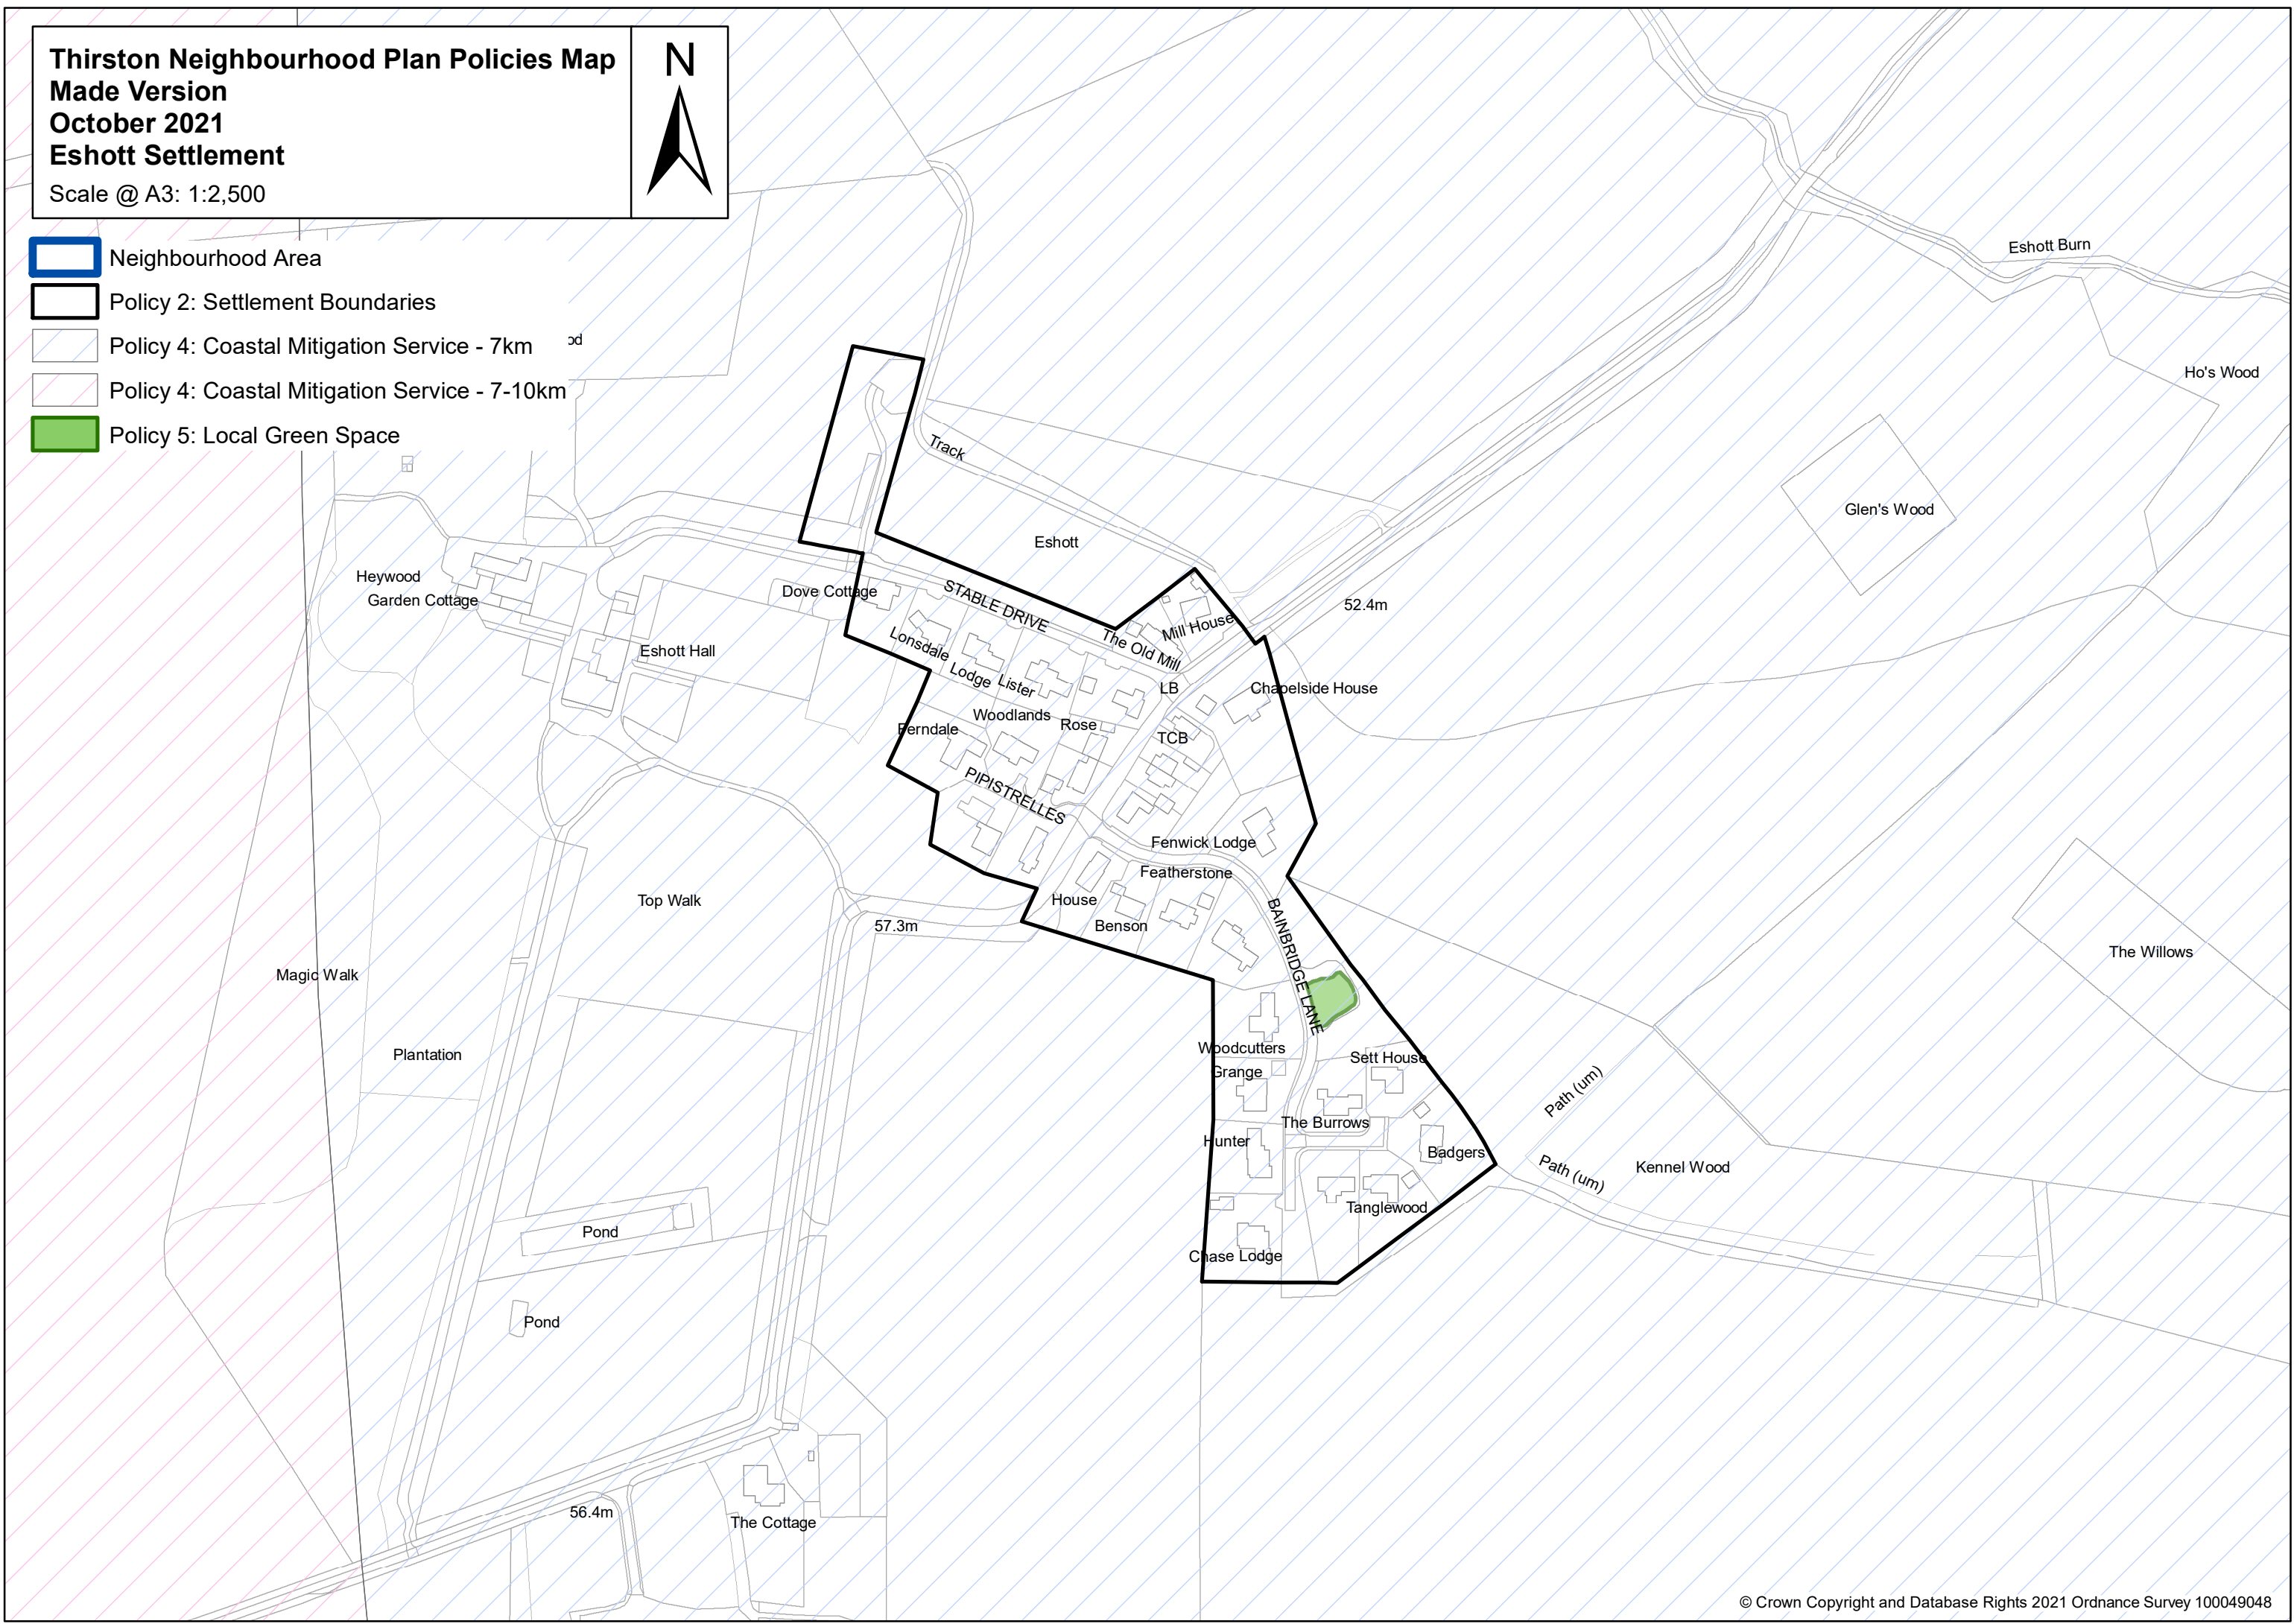 Thirston Neighbourhood Plan Policies Map
Made Version
October 2021
Eshott Settlement
Scale @ A3: 1:2,500
N
Neighbourhood Area
Policy 2: Settlement Boundaries
Policy 4: Coastal Mitigation Service - 7km
od
Policy 4: Coastal Mitigation Service - 7-10km
Policy 5: Local Green Space
Eshott Burn
Ho's Wood
Track
Glen's Wood
Eshott
Heywood
Garden Cottage
Dove Cottage
STABLE DRIVE
52.4m
Mill House
The Old Mill
Eshott Hall
Lonsdale
Lodge
Lister
LB
Chapelside House
Woodlands
Rose
Ferndale
TCB
PIPISTRELLES
Fenwick Lodge
Featherstone
Top Walk
House
Benson
57.3m
BAINBRIDGE LANE
The Willows
Magic Walk
Plantation
Woodcutters
Grange
Sett House
Path (um)
The Burrows
Hunter
Badgers
Path (um)
Kennel Wood
Tanglewood
Pond
Chase Lodge
Pond
56.4m
The Cottage
© Crown Copyright and Database Rights 2021 Ordnance Survey 100049048